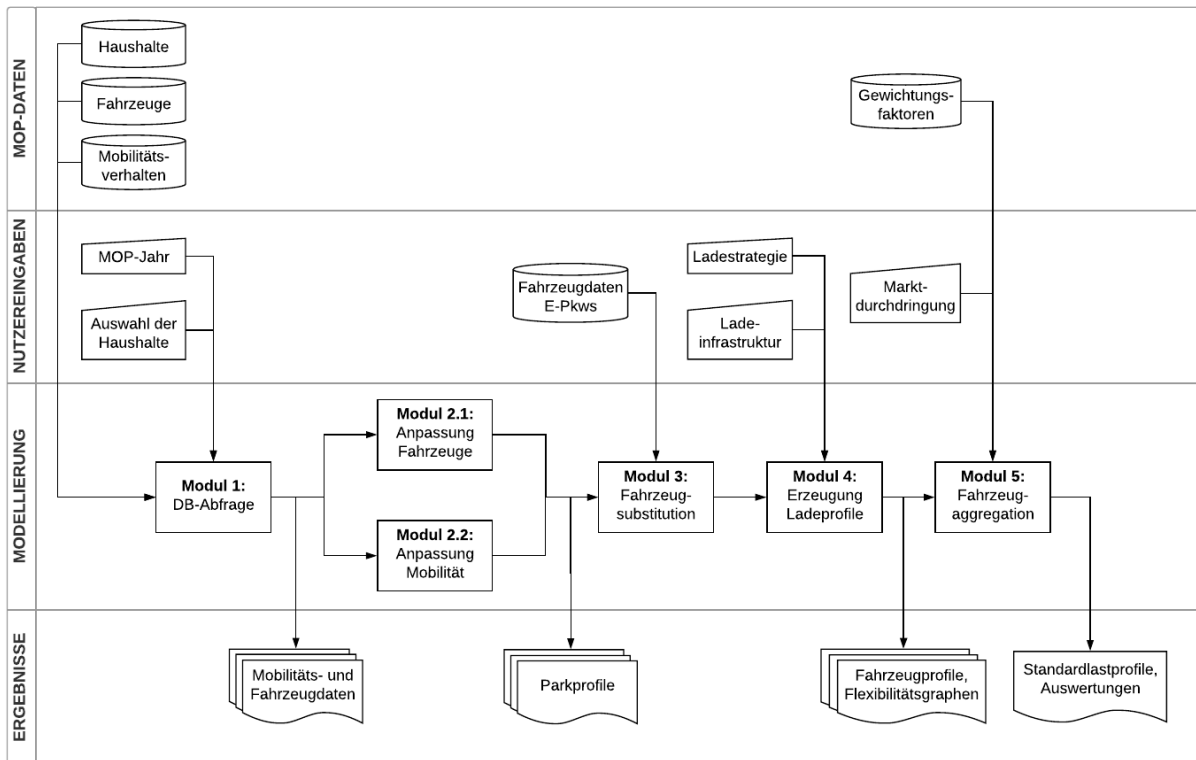 MOP-DATEN
Haushalte
Fahrzeuge
Mobilitäts-
verhalten
Gewichtungs-
faktoren
NUTZEREINGABEN
MOP-Jahr
Auswahl der
Haushalte
Fahrzeugdaten
E-Pkws
Ladestrategie
Lade-
infrastruktur
Markt-
durchdringung
MODELLIERUNG
Modul 1:
DB-Abfrage
Modul 2.1:
Anpassung
Fahrzeuge
Modul 2.2:
Anpassung
Mobilität
Modul 3:
Fahrzeug-
substitution
Modul 4:
Erzeugung
Ladeprofile
Modul 5:
Fahrzeug-
aggregation
ERGEBNISSE
Mobilitäts- und
Fahrzeugdaten
Parkprofile
Fahrzeugprofile,
Flexibilitätsgraphen
Standardlastprofile,
Auswertungen